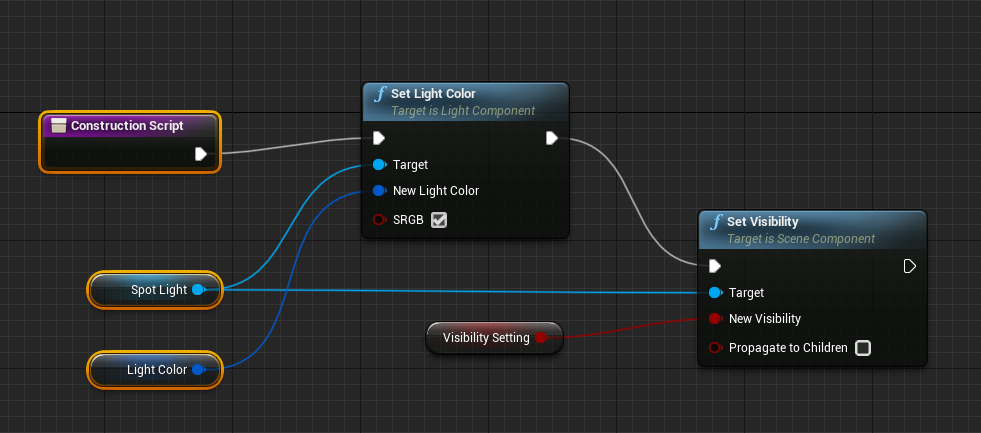 Construction Script
f Set Light Color
Target is Light Component
Target
New Light Color
SRGB
Spot Light
Light Color
Visibility Setting
f Set Visibility
Target is Scene Component
Target
New Visibility
Propagate to Children